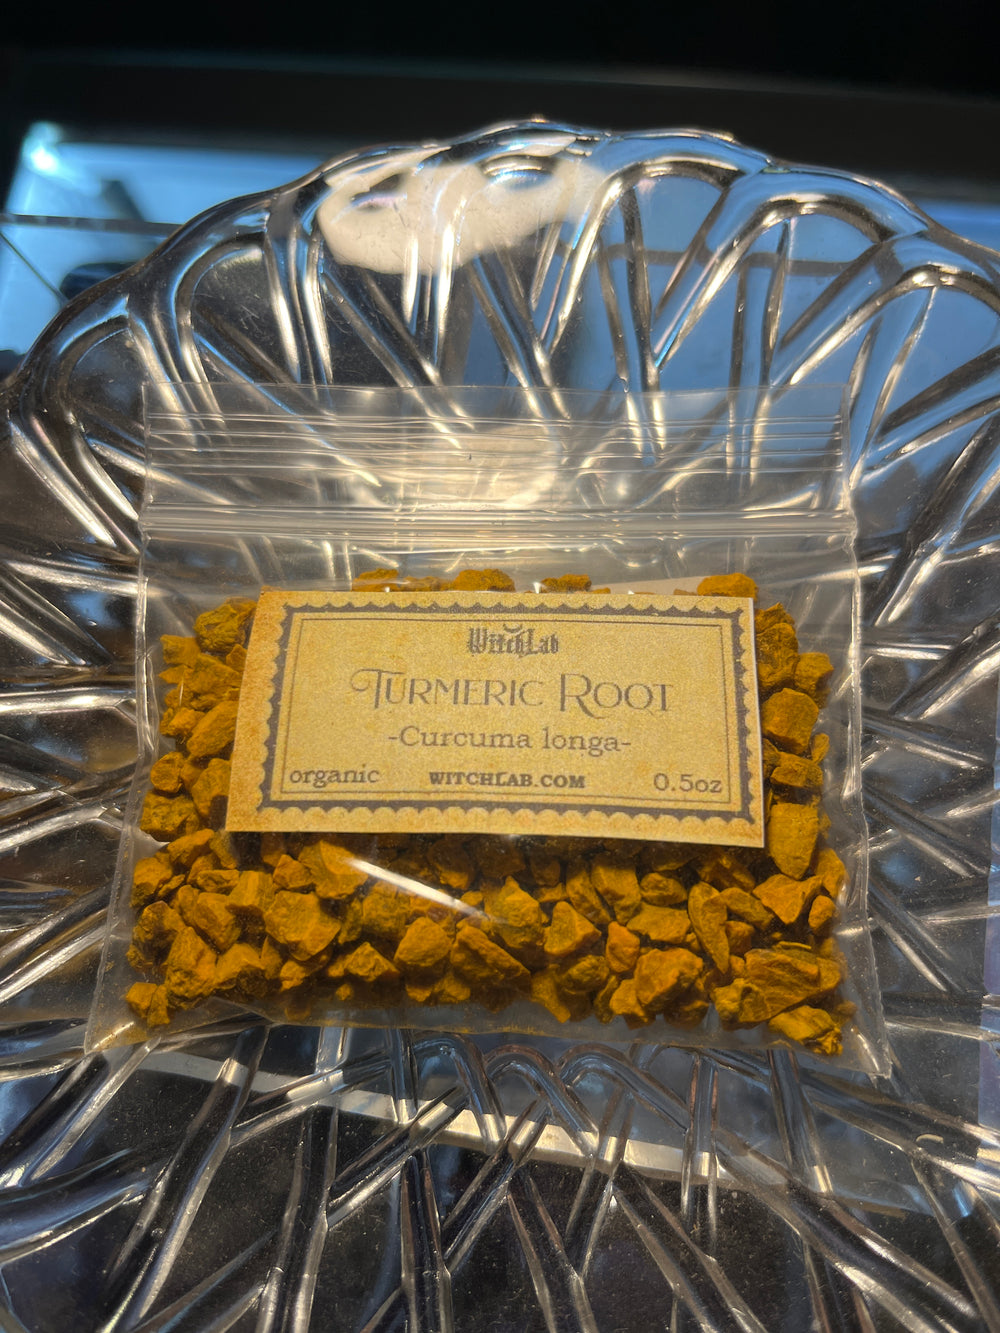 WitchLab
Turmeric Root
-Curcuma longa-
organic WITCHLAB.COM 0.5oz